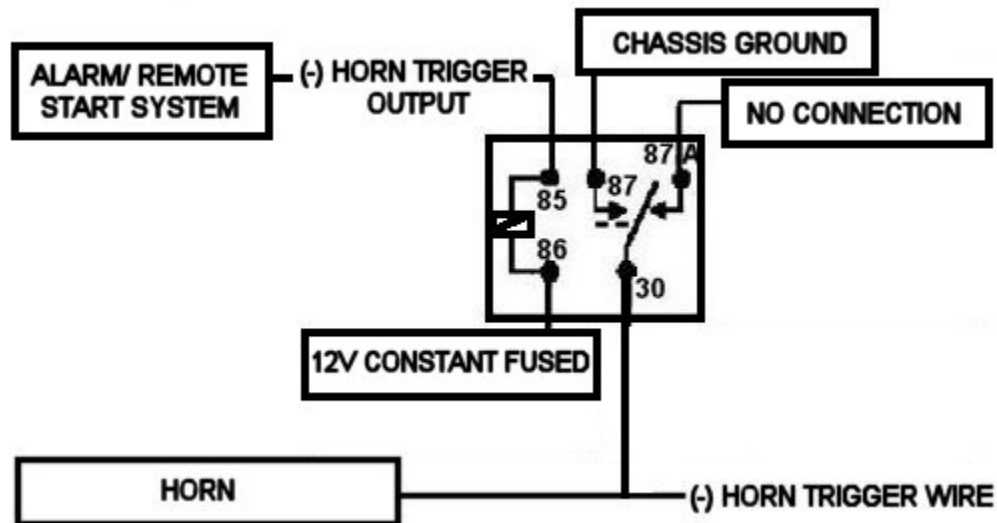 CHASSIS GROUND
ALARM/ REMOTE
START SYSTEM
(-) HORN TRIGGER
OUTPUT
NO CONNECTION
87 A
87
85
86
30
12V CONSTANT FUSED
HORN
(-) HORN TRIGGER WIRE